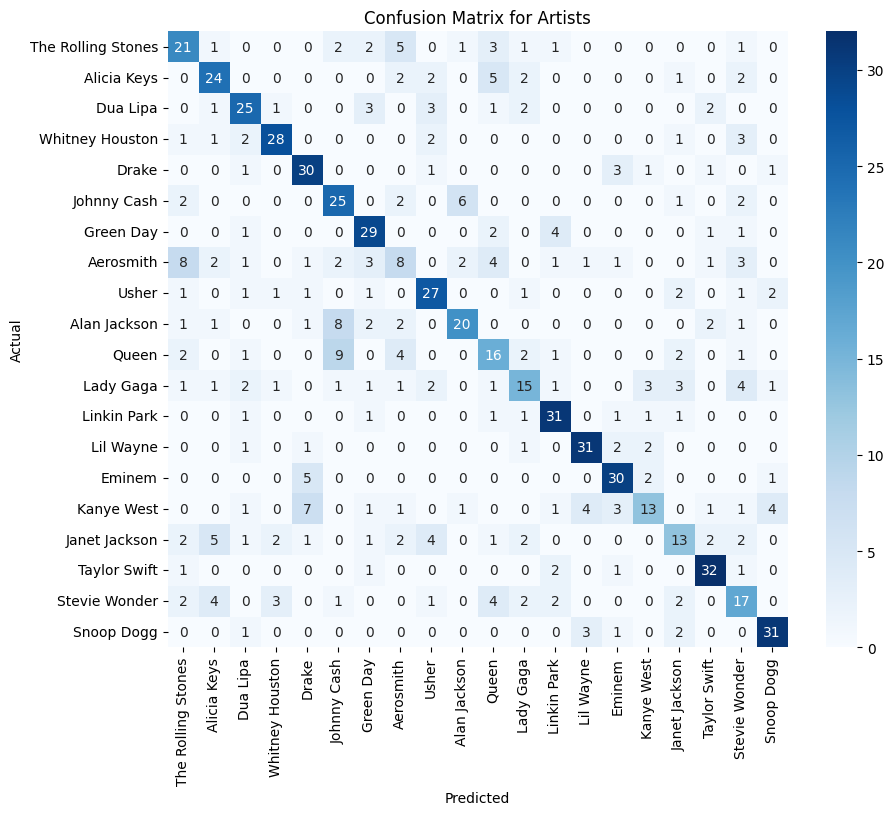 Confusion Matrix for Artists
Actual
The Rolling Stones 21 1 0 0 0 2 2 5 0 1 3 1 1 0 0 0 0 0 1 0
Alicia Keys 0 24 0 0 0 0 0 2 2 0 5 2 0 0 0 0 1 0 2 0
Dua Lipa 0 1 25 1 0 0 3 0 3 0 1 2 0 0 0 0 0 2 0 0
Whitney Houston 1 1 2 28 0 0 0 0 2 0 0 0 0 0 0 0 1 0 3 0
Drake 0 0 1 0 30 0 0 0 1 0 0 0 0 0 3 1 0 1 0 1
Johnny Cash 2 0 0 0 0 25 0 2 0 6 0 0 0 0 0 0 1 0 2 0
Green Day 0 0 1 0 0 0 29 0 0 0 2 0 4 0 0 0 0 1 1 0
Aerosmith 8 2 1 0 1 2 3 8 0 2 4 0 1 1 1 0 0 1 3 0
Usher 1 0 1 1 1 0 1 0 27 0 0 1 0 0 0 0 2 0 1 2
Alan Jackson 1 1 0 0 1 8 2 2 0 20 0 0 0 0 0 0 0 2 1 0
Queen 2 0 1 0 0 9 0 4 0 0 16 2 1 0 0 0 2 0 1 0
Lady Gaga 1 1 2 1 0 1 1 1 2 0 1 15 1 0 0 3 3 0 4 1
Linkin Park 0 0 1 0 0 0 1 0 0 0 1 1 31 0 1 1 1 0 0 0
Lil Wayne 0 0 1 0 1 0 0 0 0 0 0 1 0 31 2 2 0 0 0 0
Eminem 0 0 0 0 5 0 0 0 0 0 0 0 0 0 30 2 0 0 0 1
Kanye West 0 0 1 0 7 0 1 1 0 1 0 0 1 4 3 13 0 1 1 4
Janet Jackson 2 5 1 2 1 0 1 2 4 0 1 2 0 0 0 0 13 2 2 0
Taylor Swift 1 0 0 0 0 0 1 0 0 0 0 0 2 0 1 0 0 32 1 0
Stevie Wonder 2 4 0 3 0 1 0 0 1 0 4 2 2 0 0 0 2 0 17 0
Snoop Dogg 0 0 1 0 0 0 0 0 0 0 0 0 0 3 1 0 2 0 0 31
The Rolling Stones
Alicia Keys
Dua Lipa
Whitney Houston
Drake
Johnny Cash
Green Day
Aerosmith
Usher
Alan Jackson
Queen
Lady Gaga
Linkin Park
Lil Wayne
Eminem
Kanye West
Janet Jackson
Taylor Swift
Stevie Wonder
Snoop Dogg
Predicted
30
25
20
15
10
5
0